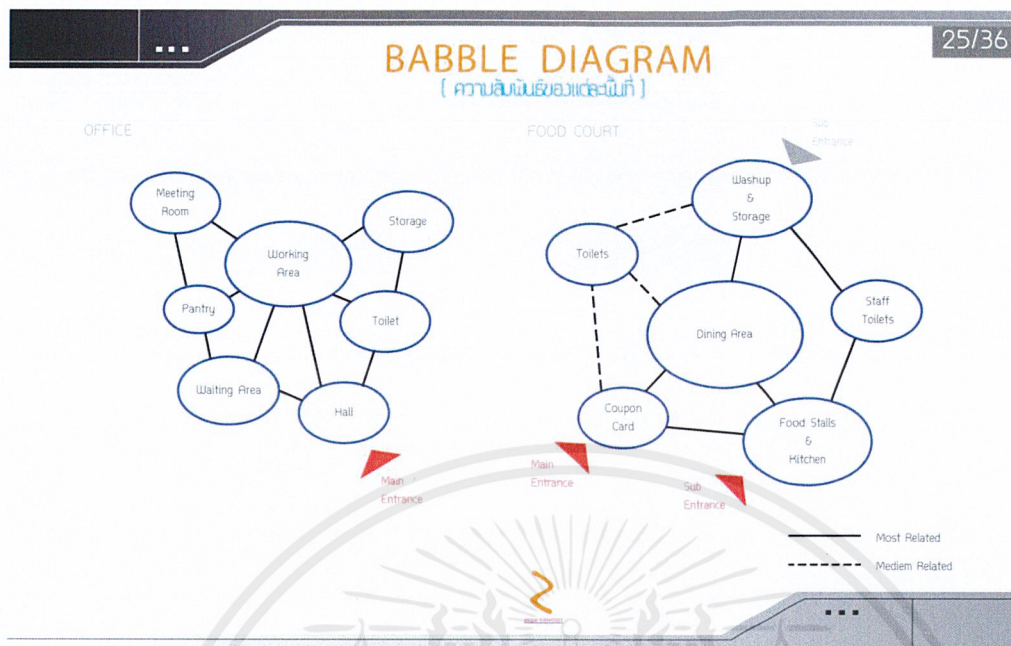 25/36
BABBLE DIAGRAM
[ ความสัมพันธ์ของแต่ละพื้นที่ ]
OFFICE
Meeting
Room
Storage
Working
Area
Pantry
Toilet
Waiting Area
Hall
Main
Entrance
FOOD COURT
Sub
Entrance
Washup
&
Storage
Toilets
Staff
Toilets
Dining Area
Coupon
Card
Food Stalls
&
Kitchen
Main
Entrance
Sub
Entrance
Most Related
Mediem Related